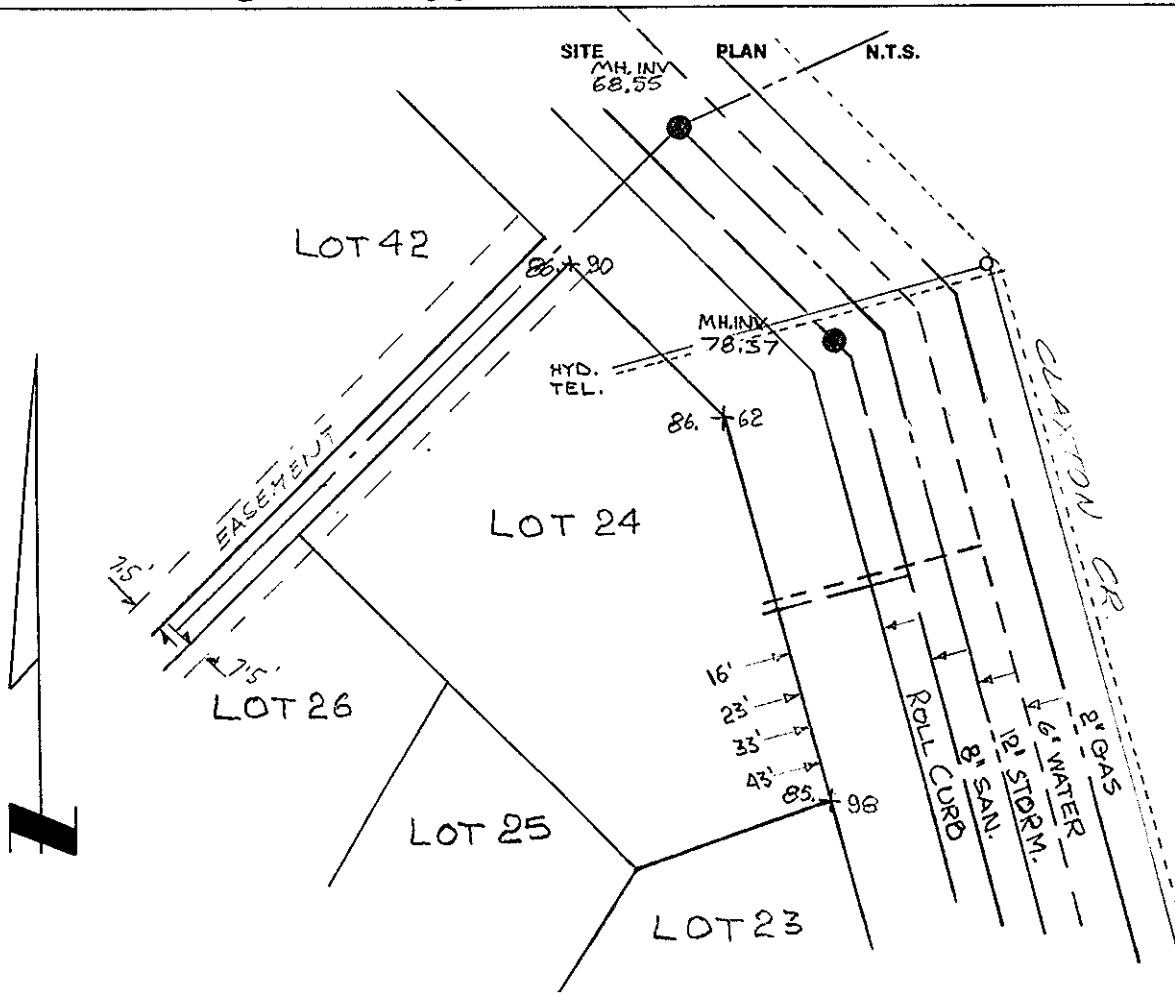 SITE PLAN N.T.S.
MH. INV
68.55
LOT 42
86. 90
MH. INV.
78.37
HYD.
TEL.
86. 62
CLAXTON CR.
EASEMENT
LOT 24
7.5'
7.5'
LOT 26
16'
23'
33'
43'
85. 98
ROLL CURB
8" SAN.
12" STORM.
6" WATER
2" GAS
LOT 25
LOT 23